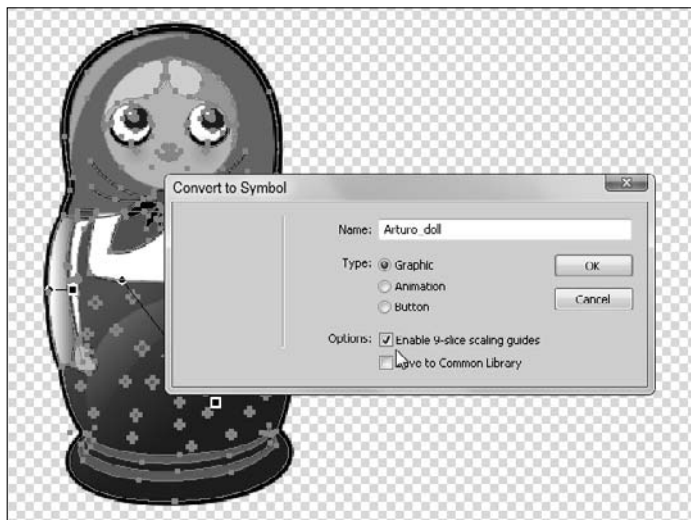 Convert to Symbol
Name: Arturo_doll
Type: Graphic
OK
Animation
Cancel
Button
Options: Enable 9-slice scaling guides
to Common Library